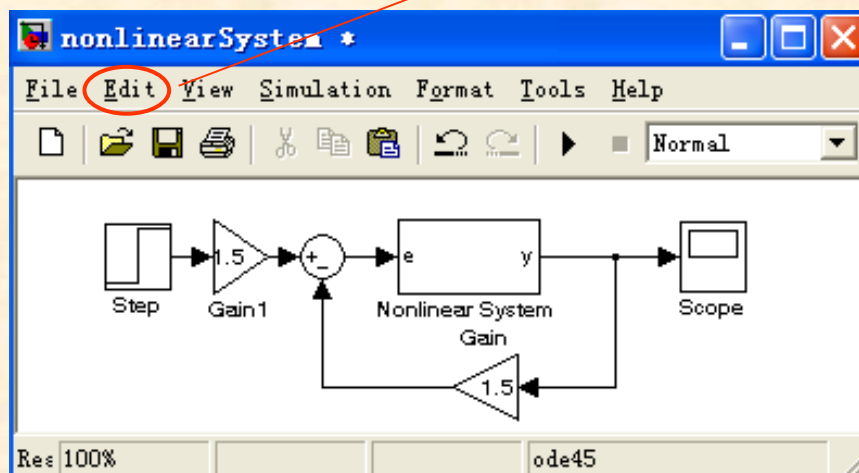 nonlinearSystem *
File Edit View Simulation Format Tools Help
Normal
1.5 + - e y
Step Gain1 Nonlinear System Scope
Gain
1.5
100% ode45